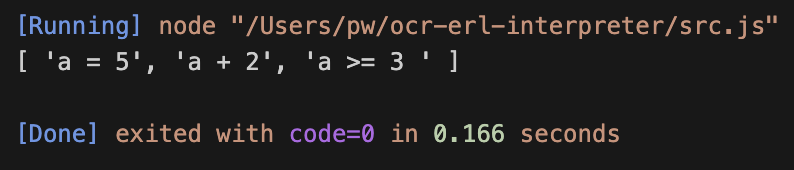 [Running] node "/Users/pw/ocr-erl-interpreter/src.js"
[ 'a = 5', 'a + 2', 'a >= 3 ' ]
[Done] exited with code=0 in 0.166 seconds